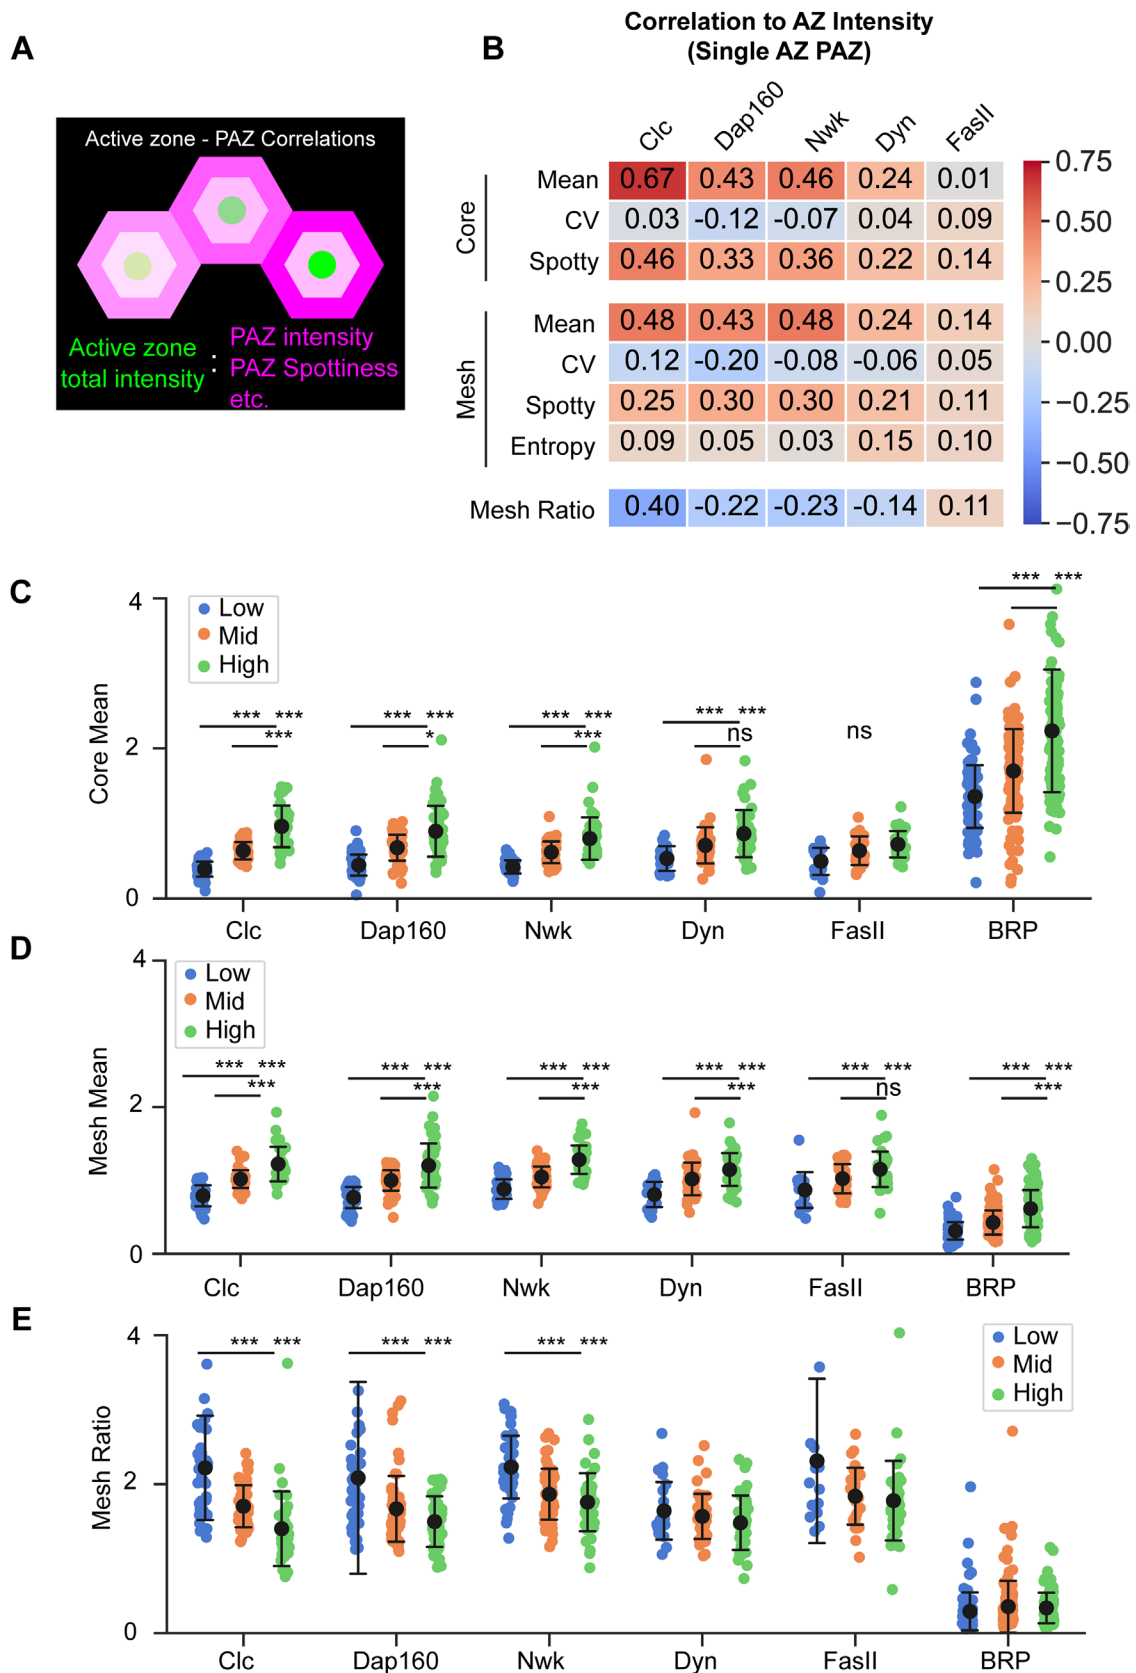 A
Active zone - PAZ Correlations
Active zone
total intensity
:
PAZ intensity
PAZ Spottiness
etc.
B
Correlation to AZ Intensity
(Single AZ PAZ)
Clc Dap160 Nwk Dyn FasII
Core
Mean 0.67 0.43 0.46 0.24 0.01
CV 0.03 -0.12 -0.07 0.04 0.09
Spotty 0.46 0.33 0.36 0.22 0.14
Mesh
Mean 0.48 0.43 0.48 0.24 0.14
CV 0.12 -0.20 -0.08 -0.06 0.05
Spotty 0.25 0.30 0.30 0.21 0.11
Entropy 0.09 0.05 0.03 0.15 0.10
Mesh Ratio 0.40 -0.22 -0.23 -0.14 0.11
0.75
0.50
0.25
0.00
−0.25
−0.50
−0.75
C
Core Mean
4
2
0
Low
Mid
High
*** *** *** *** *** *** *** *** *** ***
*** * *** ns ns
Clc Dap160 Nwk Dyn FasII BRP
D
Mesh Mean
4
2
0
Low
Mid
High
*** *** *** *** *** *** *** *** *** *** *** ***
*** *** *** *** ns ***
Clc Dap160 Nwk Dyn FasII BRP
E
Mesh Ratio
4
2
0
Low
Mid
High
*** *** *** *** *** ***
Clc Dap160 Nwk Dyn FasII BRP